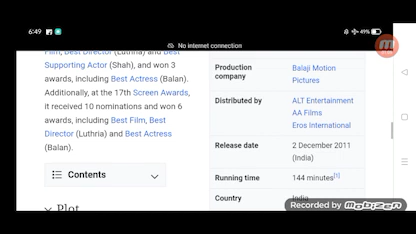 6:49
49%
No internet connection
Film, Best Director (Luthria) and Best
Supporting Actor (Shah), and won 3
awards, including Best Actress (Balan).
Additionally, at the 17th Screen Awards,
it received 10 nominations and won 6
awards, including Best Film, Best
Director (Luthria) and Best Actress
(Balan).
Contents
Plot
Production company
Balaji Motion Pictures
Distributed by
ALT Entertainment
AA Films
Eros International
Release date
2 December 2011
(India)
Running time
144 minutes[1]
Country
India
Recorded by
Mobizen